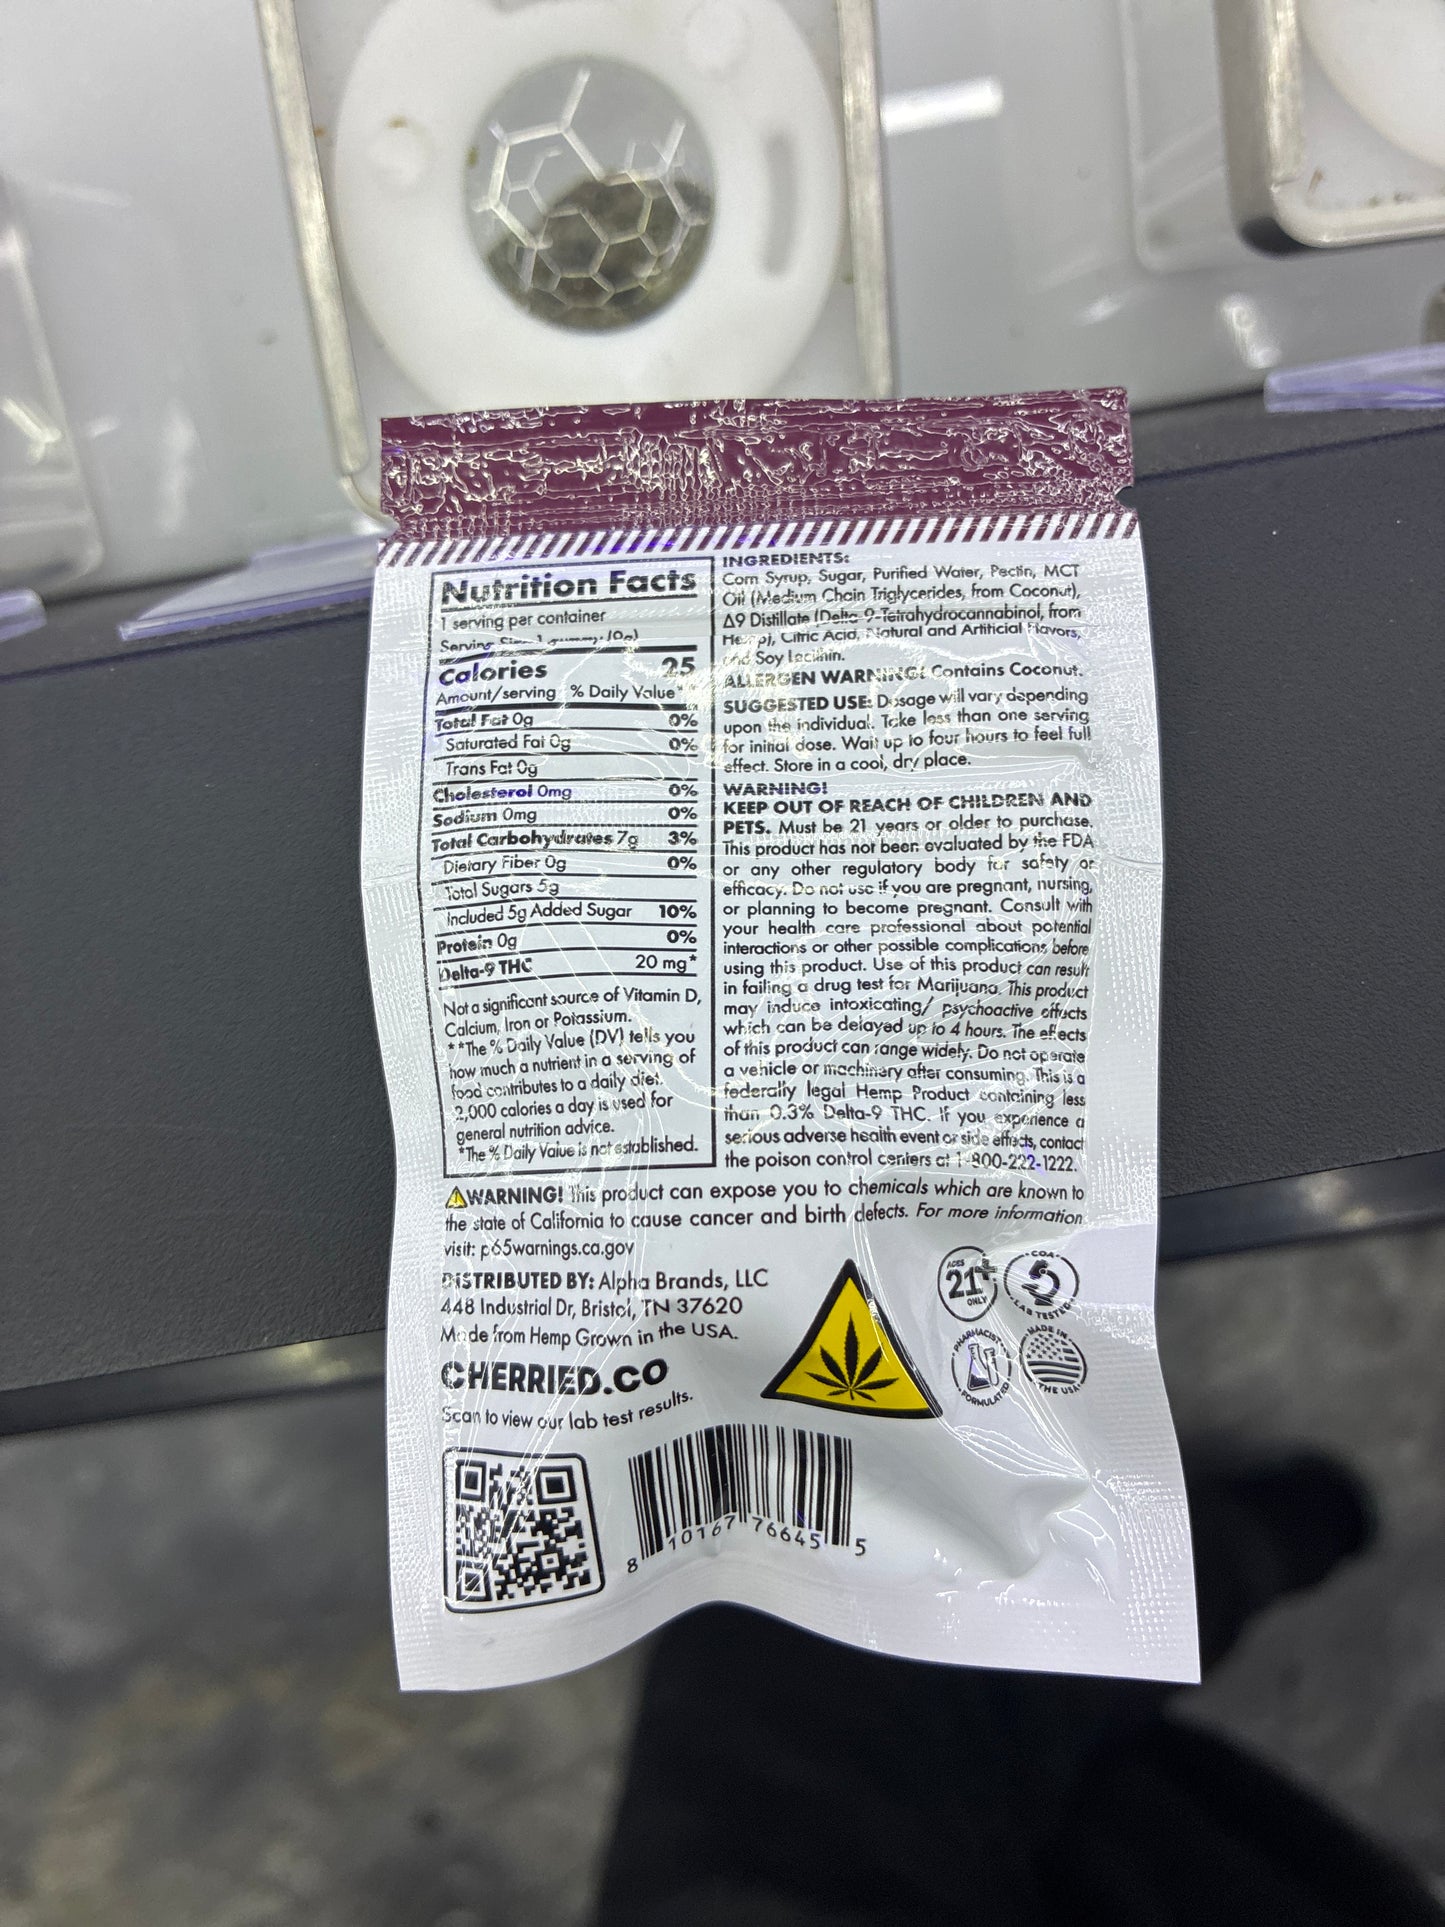 Nutrition Facts
1 serving per container
Serving Size 1 gummy (9g)
Calories 25
Amount/serving % Daily Value**
Total Fat 0g 0%
Saturated Fat 0g 0%
Trans Fat 0g
Cholesterol 0mg 0%
Sodium 0mg 0%
Total Carbohydrates 7g 3%
Dietary Fiber 0g 0%
Total Sugars 5g
Included 5g Added Sugar 10%
Protein 0g 0%
Delta-9 THC 20 mg*
Not a significant source of Vitamin D,
Calcium, Iron or Potassium.
**The % Daily Value (DV) tells you
how much a nutrient in a serving of
food contributes to a daily diet.
2,000 calories a day is used for
general nutrition advice.
*The % Daily Value is not established.
INGREDIENTS:
Corn Syrup, Sugar, Purified Water, Pectin, MCT
Oil (Medium Chain Triglycerides, from Coconut),
Δ9 Distillate (Delta-9-Tetrahydrocannabinol, from
Hemp), Citric Acid, Natural and Artificial Flavors,
and Soy Lecithin.
ALLERGEN WARNING! Contains Coconut.
SUGGESTED USE: Dosage will vary depending
upon the individual. Take less than one serving
for initial dose. Wait up to four hours to feel full
effect. Store in a cool, dry place.
WARNING!
KEEP OUT OF REACH OF CHILDREN AND
PETS. Must be 21 years or older to purchase.
This product has not been evaluated by the FDA
or any other regulatory body for safety or
efficacy. Do not use if you are pregnant, nursing,
or planning to become pregnant. Consult with
your health care professional about potential
interactions or other possible complications before
using this product. Use of this product can result
in failing a drug test for Marijuana. This product
may induce intoxicating/ psychoactive effects
which can be delayed up to 4 hours. The effects
of this product can range widely. Do not operate
a vehicle or machinery after consuming. This is a
federally legal Hemp Product containing less
than 0.3% Delta-9 THC. If you experience a
serious adverse health event or side effects, contact
the poison control centers at 1-800-222-1222.
WARNING! This product can expose you to chemicals which are known to
the state of California to cause cancer and birth defects. For more information
visit: p65warnings.ca.gov
DISTRIBUTED BY: Alpha Brands, LLC
448 Industrial Dr, Bristol, TN 37620
Made from Hemp Grown in the USA.
CHERRIED.CO
Scan to view our lab test results.
AGES
21+
ONLY
COA
LAB TESTED
PHARMACIST
FORMULATED
MADE IN
THE USA
8 10167 76645 5